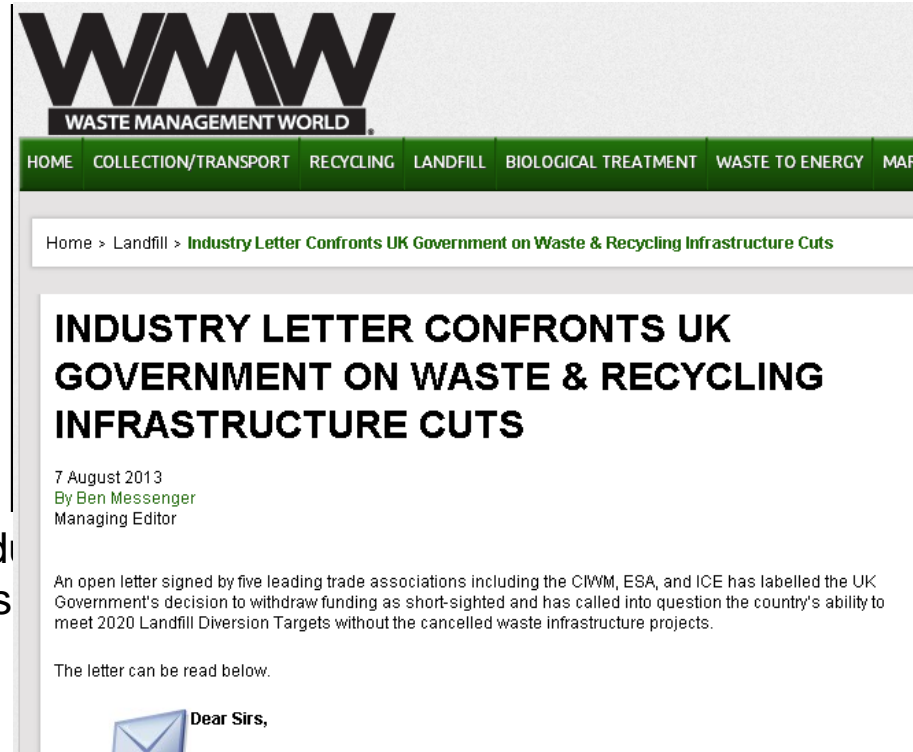 WMW
WASTE MANAGEMENT WORLD
HOME COLLECTION/TRANSPORT RECYCLING LANDFILL BIOLOGICAL TREATMENT WASTE TO ENERGY
Home > Landfill > Industry Letter Confronts UK Government on Waste & Recycling Infrastructure Cuts
INDUSTRY LETTER CONFRONTS UK
GOVERNMENT ON WASTE & RECYCLING
INFRASTRUCTURE CUTS
7 August 2013
By Ben Messenger
Managing Editor
An open letter signed by five leading trade associations including the CIWM, ESA, and ICE has labelled the UK
Government's decision to withdraw funding as short-sighted and has called into question the country's ability to
meet 2020 Landfill Diversion Targets without the cancelled waste infrastructure projects.
The letter can be read below.
Dear Sirs,